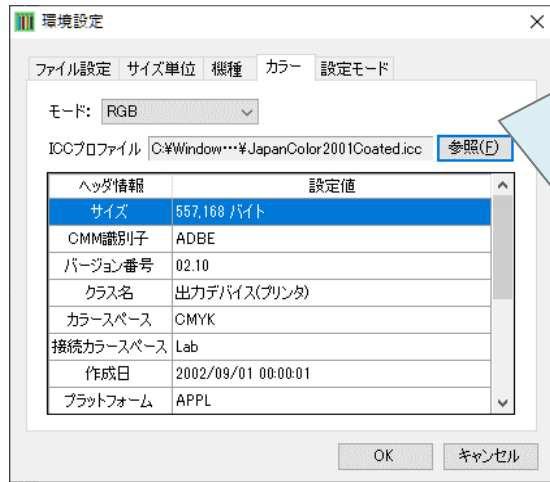 環境設定
ファイル設定 サイズ単位 機種 カラー 設定モード
モード: RGB
ICCプロファイル C:¥Window…¥JapanColor2001Coated.icc 参照(F)
ヘッダ情報 設定値
サイズ 557,168 バイト
CMM識別子 ADBE
バージョン番号 02.10
クラス名 出力デバイス(プリンタ)
カラースペース CMYK
接続カラースペース Lab
作成日 2002/09/01 00:00:01
プラットフォーム APPL
OK キャンセル